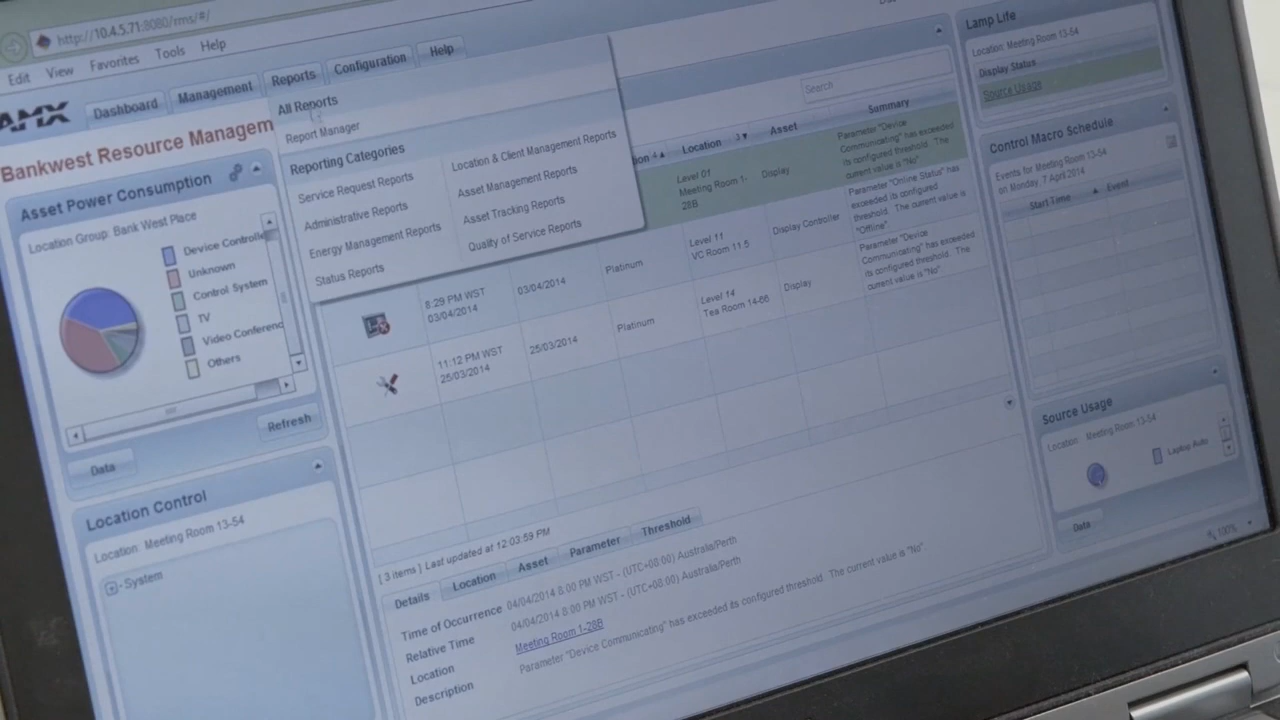 http://10.4.5.71:8080/rms/#/
Edit View Favorites Tools Help
AMX
Dashboard Management Reports Configuration Help
Bankwest Resource Managem
All Reports
Report Manager
Reporting Categories
Service Request Reports
Administrative Reports
Energy Management Reports
Status Reports
Location & Client Management Reports
Asset Management Reports
Asset Tracking Reports
Quality of Service Reports
Asset Power Consumption
Location Group: Bank West Place
Device Controlle
Unknown
Control System
TV
Video Conferenc
Others
Refresh
Data
Location Control
Location: Meeting Room 13-54
System
Search
Location 3 Asset Summary
Level 01
Meeting Room 1-
28B
Display
Parameter "Device
Communicating" has exceeded
its configured threshold. The
current value is "No"
Level 11
VC Room 11.5
Display Controller
Parameter "Online Status" has
exceeded its configured
threshold. The current value is
"Offline"
8:29 PM WST
03/04/2014
03/04/2014
Platinum
Level 14
Tea Room 14-66
Display
Parameter "Device
Communicating" has exceeded
its configured threshold. The
current value is "No"
11:12 PM WST
25/03/2014
25/03/2014
Platinum
[ 3 items ] Last updated at 12:03:59 PM
Details Location Asset Parameter Threshold
Time of Occurrence 04/04/2014 8:00 PM WST - (UTC+08:00) Australia/Perth
Relative Time 04/04/2014 8:00 PM WST - (UTC+08:00) Australia/Perth
Location Meeting Room 1-28B
Description Parameter "Device Communicating" has exceeded its configured threshold. The current value is "No"
Lamp Life
Location: Meeting Room 13-54
Display Status
Source Usage
Control Macro Schedule
Events for Meeting Room 13-54
on Monday, 7 April 2014
Start Time Event
Source Usage
Location: Meeting Room 13-54
Laptop Auto
Data
100%